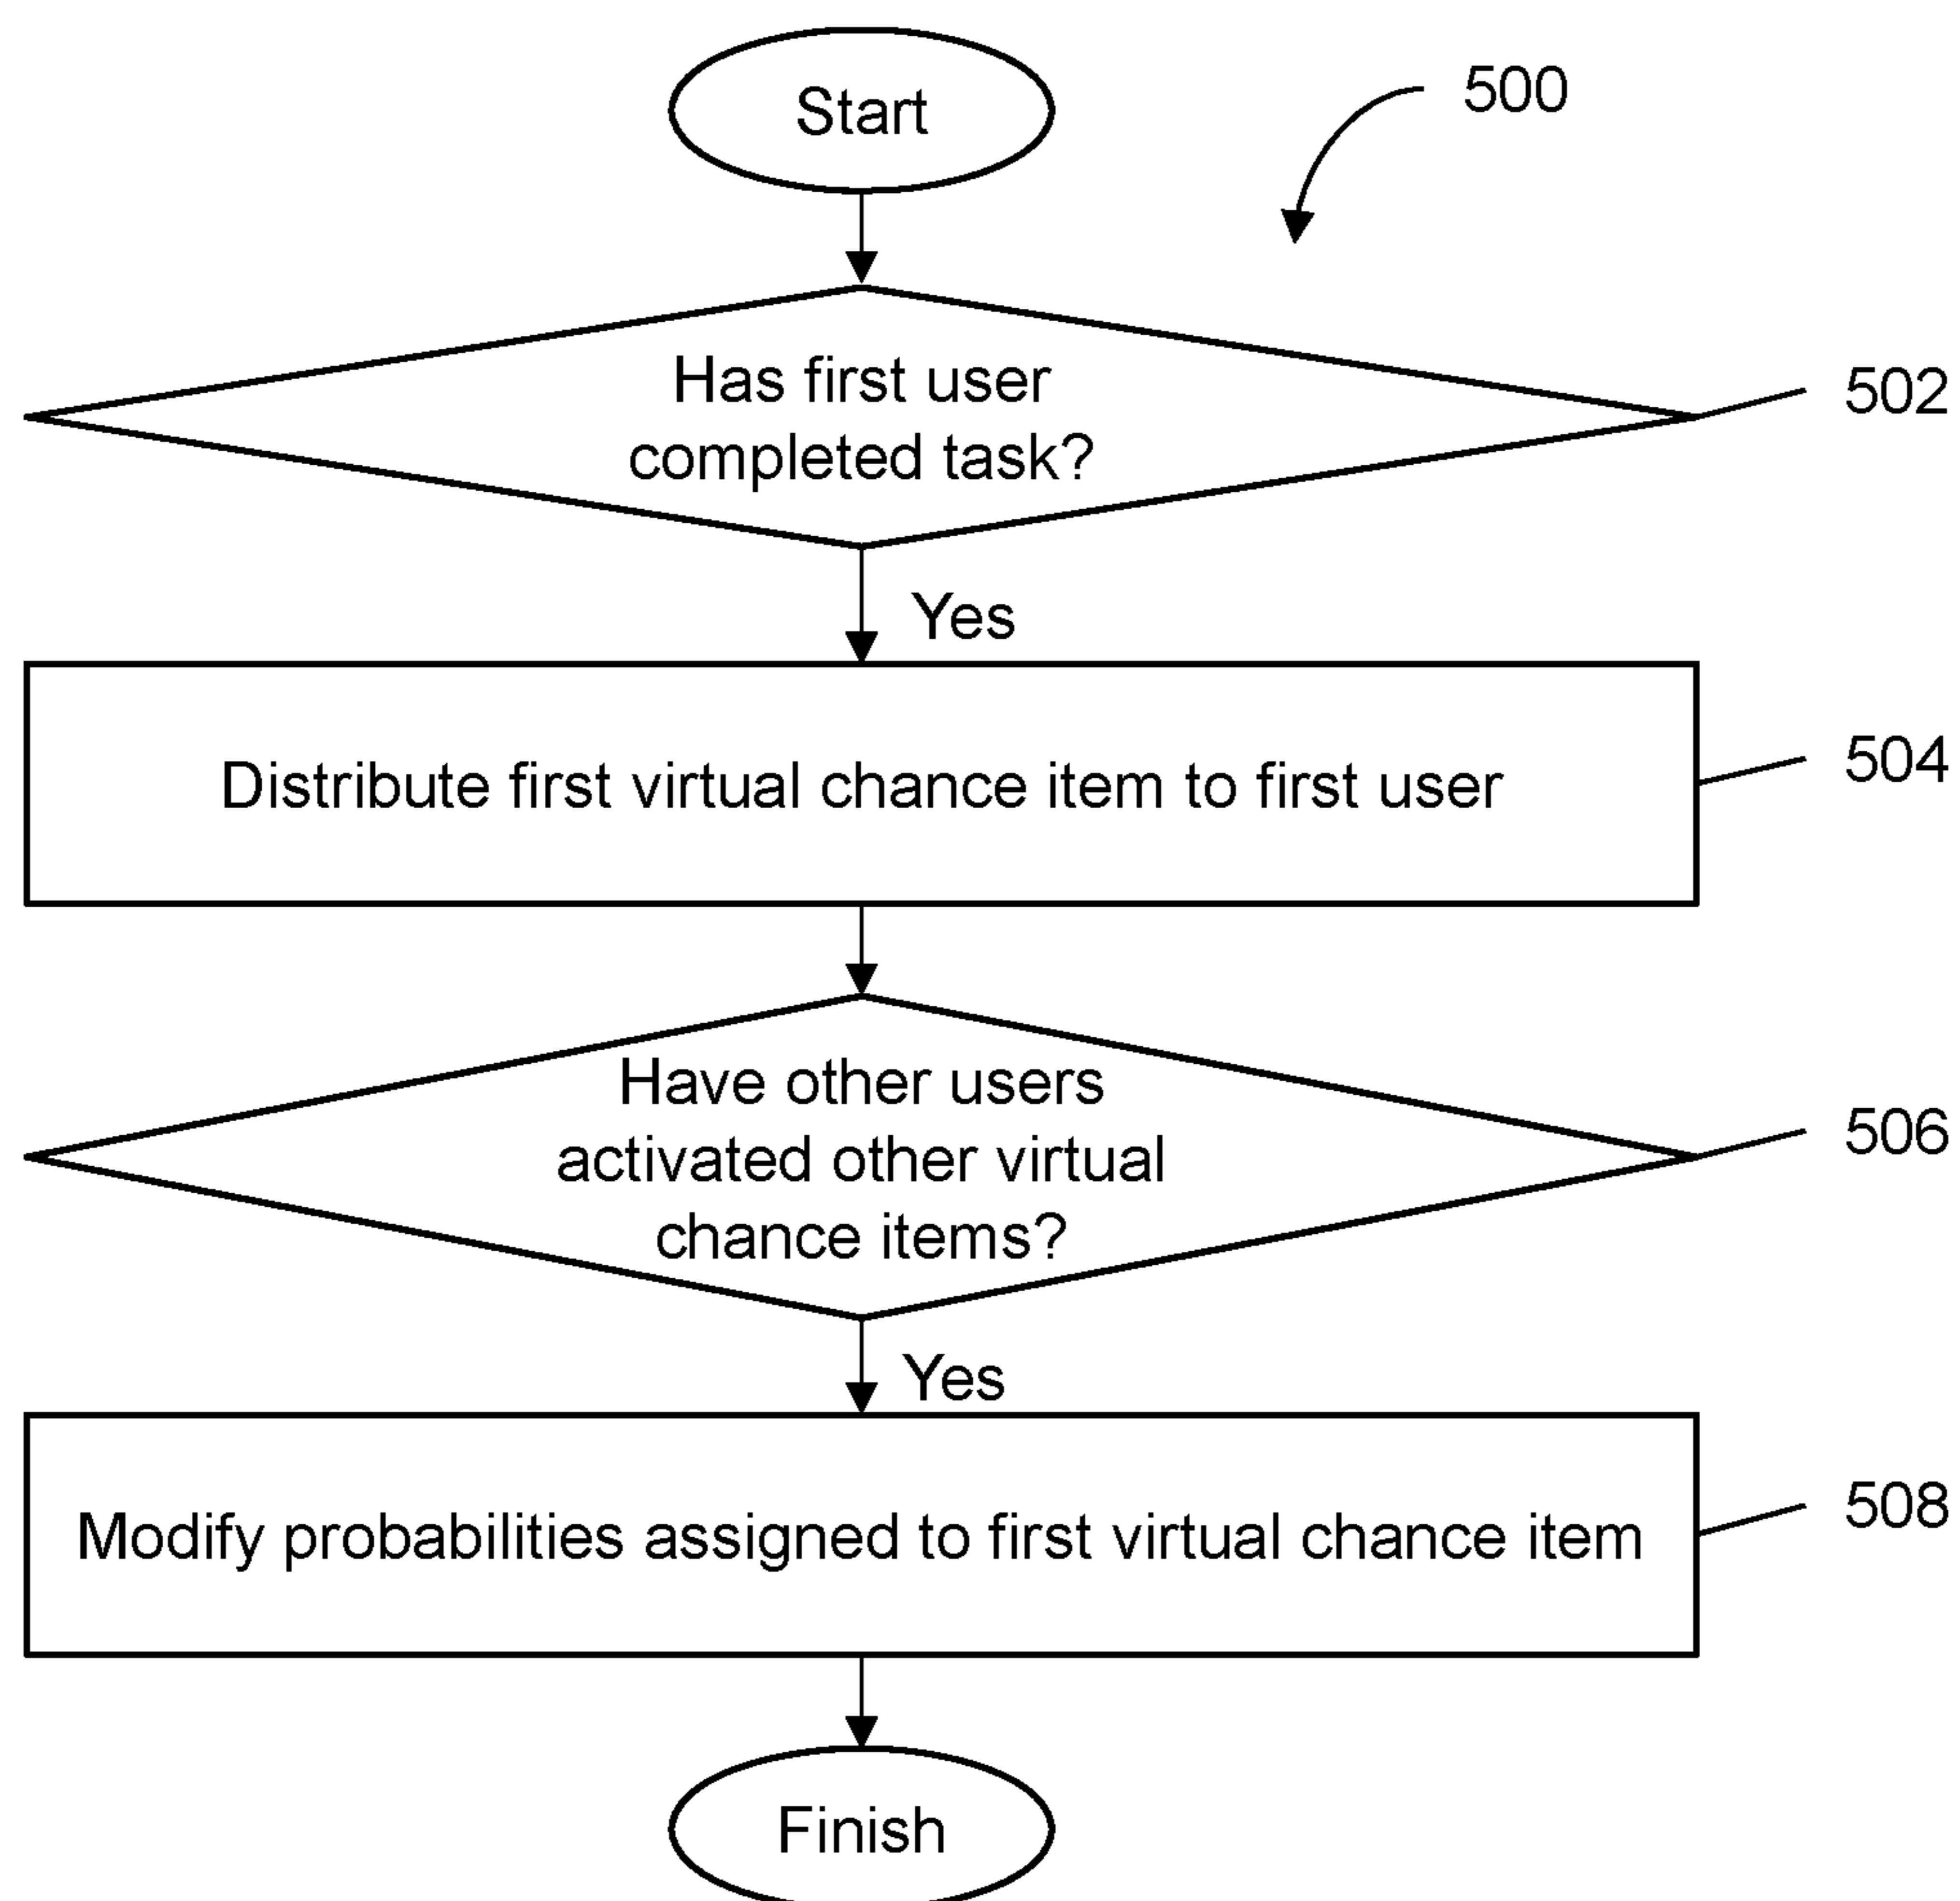 Start
500
Has first user
completed task?
502
Yes
Distribute first virtual chance item to first user
504
Have other users
activated other virtual
chance items?
506
Yes
Modify probabilities assigned to first virtual chance item
508
Finish